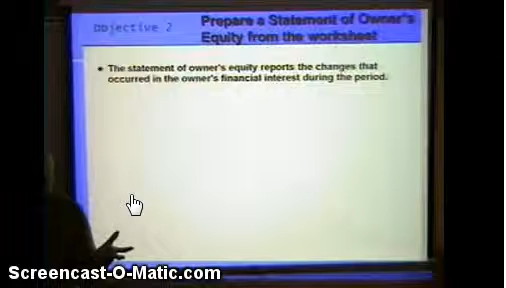 Objective 2
Prepare a Statement of Owner's
Equity from the worksheet
• The statement of owner's equity reports the changes that
occurred in the owner's financial interest during the period.
Screencast-O-Matic.com